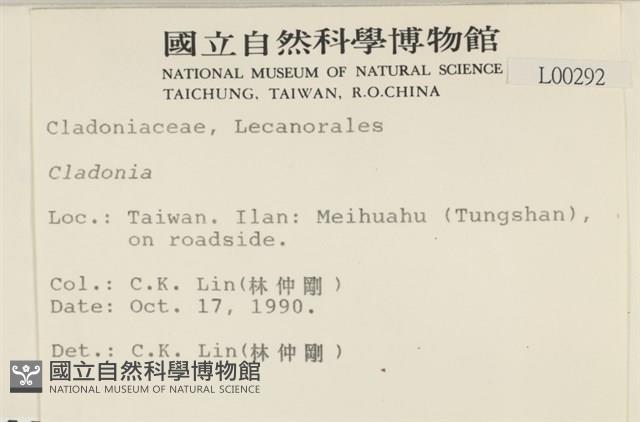 國立自然科學博物館
NATIONAL MUSEUM OF NATURAL SCIENCE
L00292
TAICHUNG, TAIWAN, R.O.CHINA
Cladoniaceae, Lecanorales
Cladonia
Loc.: Taiwan. Ilan: Meihuahu (Tungshan),
on roadside.
Col.: C.K. Lin(林仲剛)
Date: Oct. 17, 1990.
Det.: C.K. Lin(林仲剛)
國立自然科學博物館
NATIONAL MUSEUM OF NATURAL SCIENCE